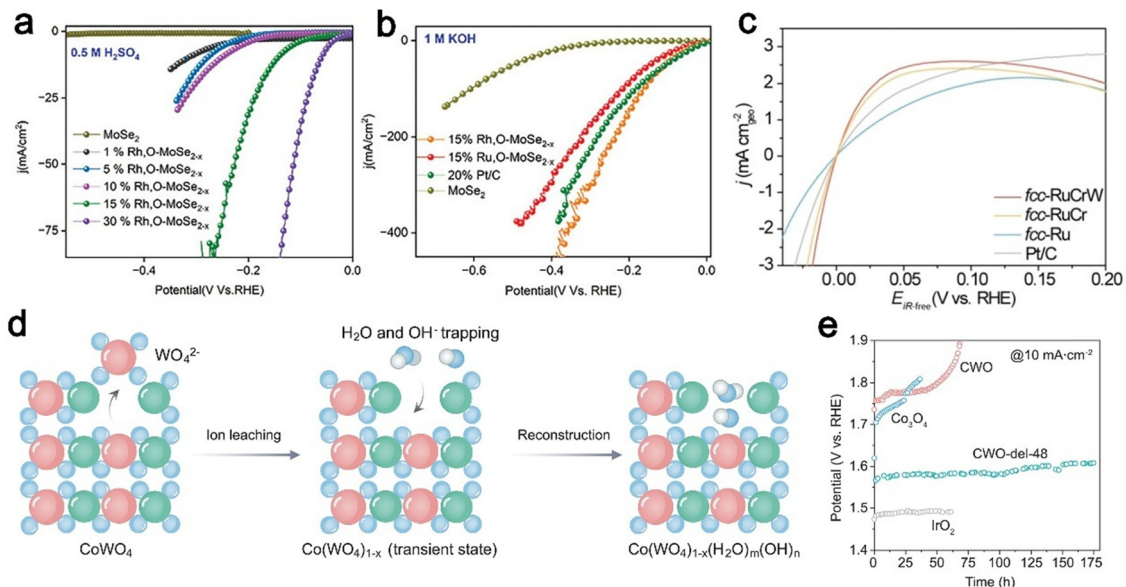 a
0.5 M H₂SO₄
j(mA/cm²)
0
−25
−50
−75
MoSe₂
1 % Rh,O-MoSe₂₋ₓ
5 % Rh,O-MoSe₂₋ₓ
10 % Rh,O-MoSe₂₋ₓ
15 % Rh,O-MoSe₂₋ₓ
30 % Rh,O-MoSe₂₋ₓ
−0.4
−0.2
0.0
Potential(V Vs.RHE)
b
1 M KOH
j(mA/cm²)
0
−200
−400
15% Rh,O-MoSe₂₋ₓ
15% Ru,O-MoSe₂₋ₓ
20% Pt/C
MoSe₂
−0.6
−0.4
−0.2
0.0
Potential(V Vs. RHE)
c
j (mA cm⁻²geo)
3
2
1
0
-1
-2
-3
fcc-RuCrW
fcc-RuCr
fcc-Ru
Pt/C
0.00
0.05
0.10
0.15
0.20
E iR-free (V Vs. RHE)
d
WO₄²⁻
H₂O and OH⁻ trapping
Ion leaching
Reconstruction
CoWO₄
Co(WO₄)₁₋ₓ (transient state)
Co(WO₄)₁₋ₓ(H₂O)ₘ(OH)ₙ
e
@10 mA·cm⁻²
Potential (V vs. RHE)
1.9
1.8
1.7
1.6
1.5
1.4
CWO
Co₃O₄
CWO-del-48
IrO₂
0
25
50
75
100
125
150
175
Time (h)